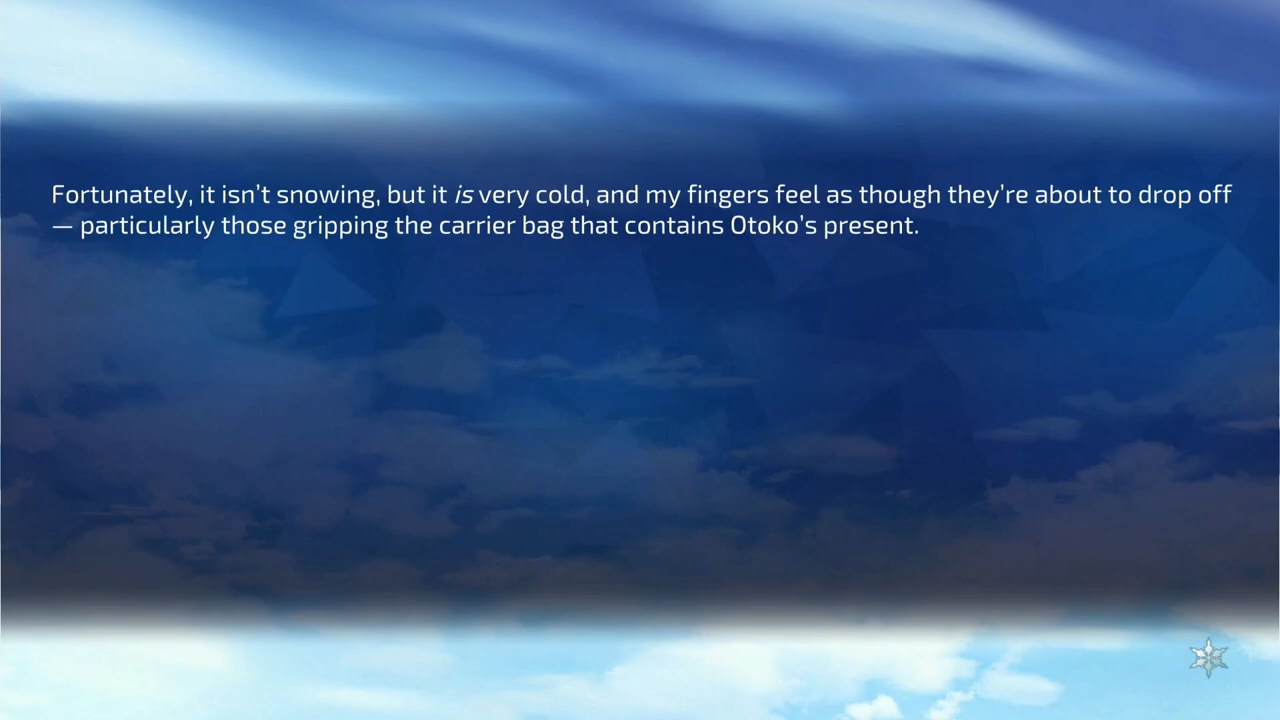 Fortunately, it isn’t snowing, but it is very cold, and my fingers feel as though they’re about to drop off
— particularly those gripping the carrier bag that contains Otoko’s present.